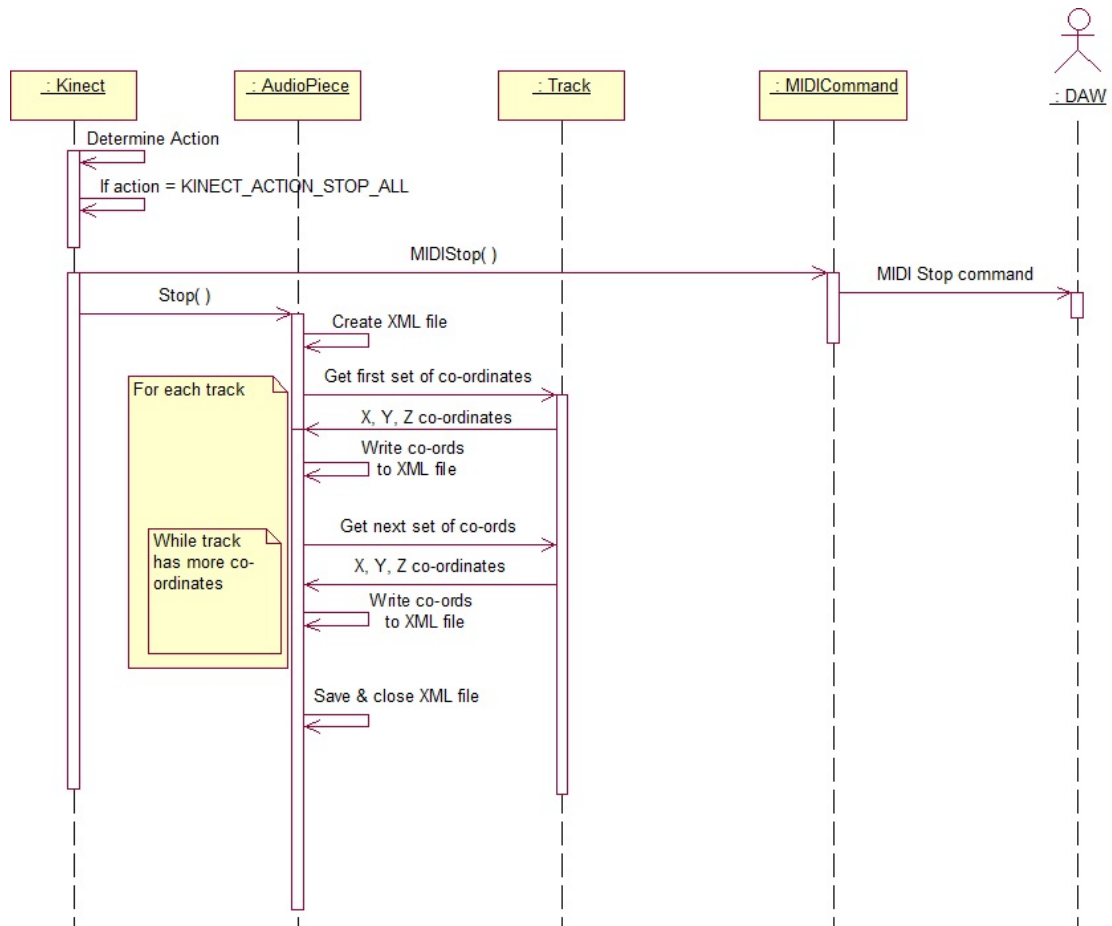 : Kinect
: AudioPiece
: Track
: MIDICommand
: DAW
Determine Action
If action = KINECT_ACTION_STOP_ALL
MIDIStop( )
MIDI Stop command
Stop( )
Create XML file
For each track
Get first set of co-ordinates
X, Y, Z co-ordinates
Write co-ords
to XML file
While track
has more co-
ordinates
Get next set of co-ords
X, Y, Z co-ordinates
Write co-ords
to XML file
Save & close XML file